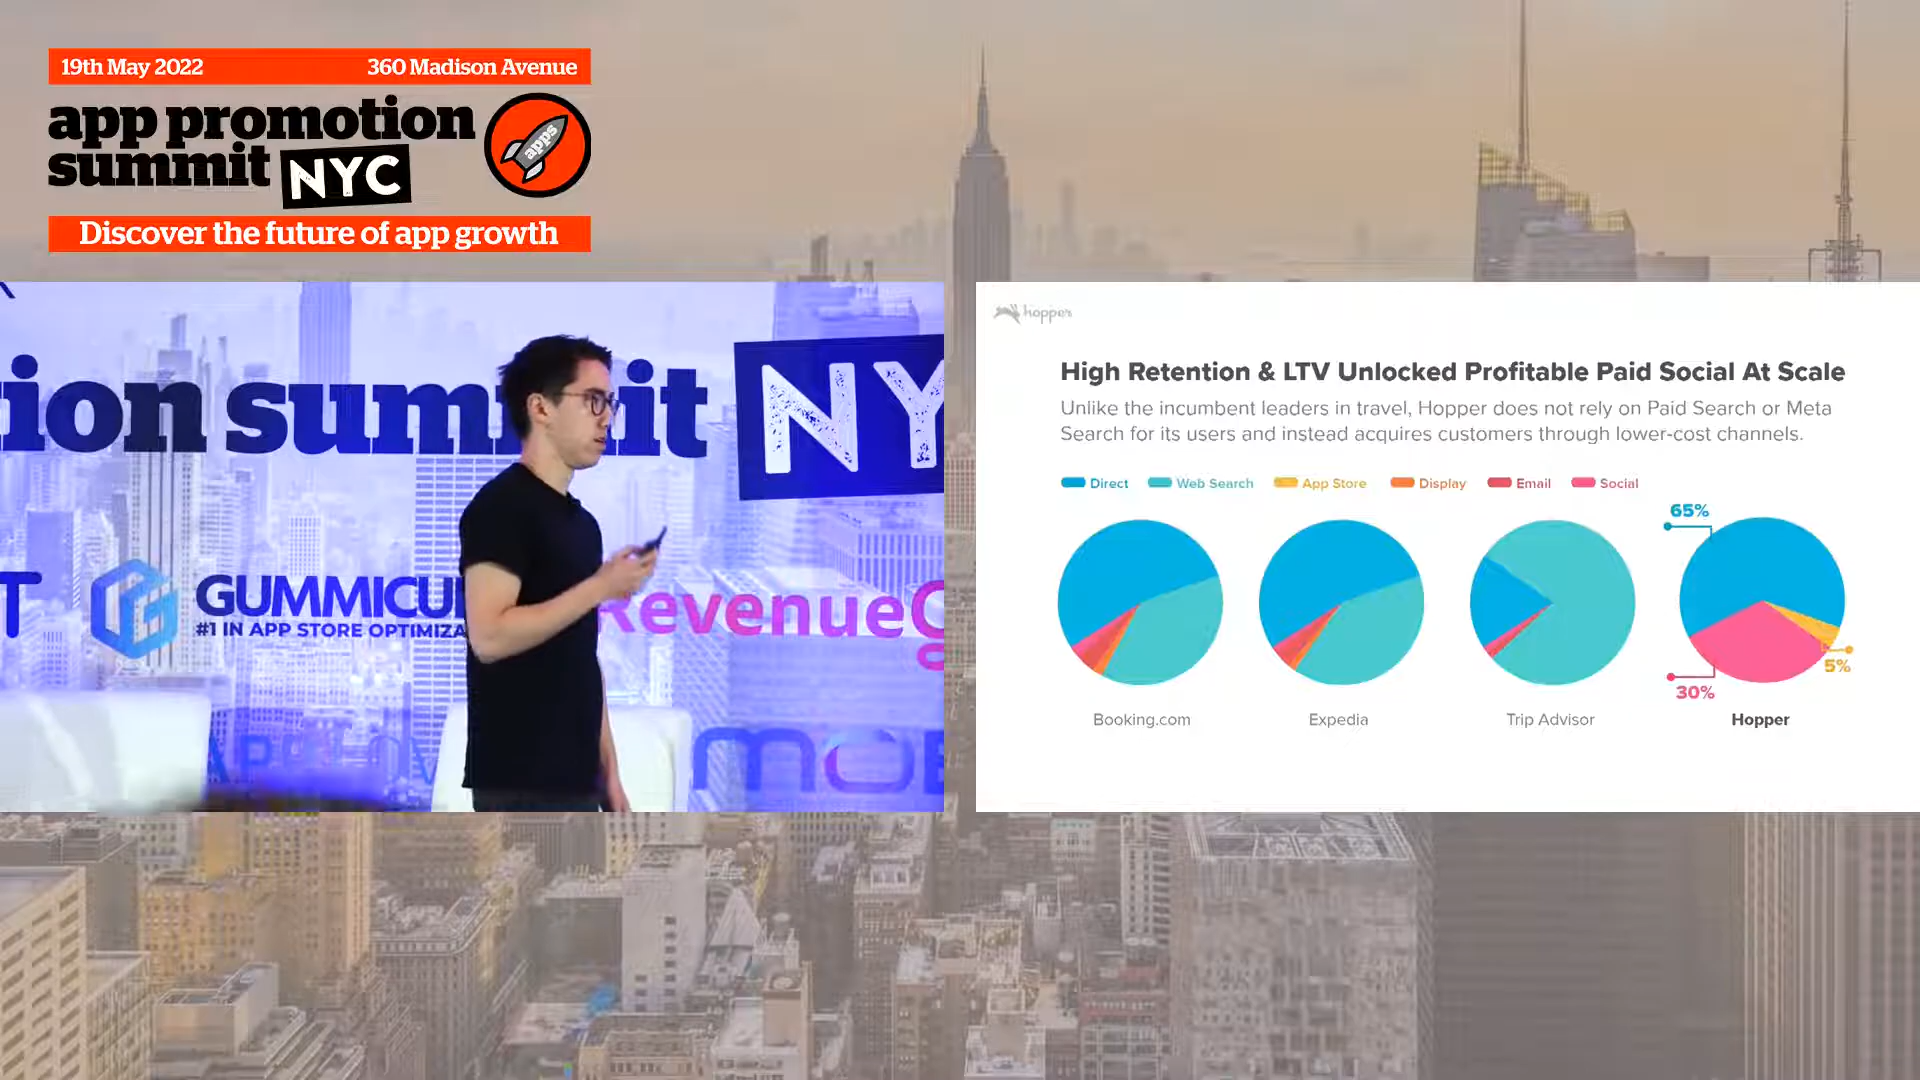 19th May 2022
360 Madison Avenue
app promotion
summit NYC
apps
Discover the future of app growth
ion summit NY
GUMMICU
#1 IN APP STORE OPTIMIZA
RevenueC
MOB
hopper
High Retention & LTV Unlocked Profitable Paid Social At Scale
Unlike the incumbent leaders in travel, Hopper does not rely on Paid Search or Meta
Search for its users and instead acquires customers through lower-cost channels.
Direct Web Search App Store Display Email Social
65%
5%
30%
Booking.com Expedia Trip Advisor Hopper